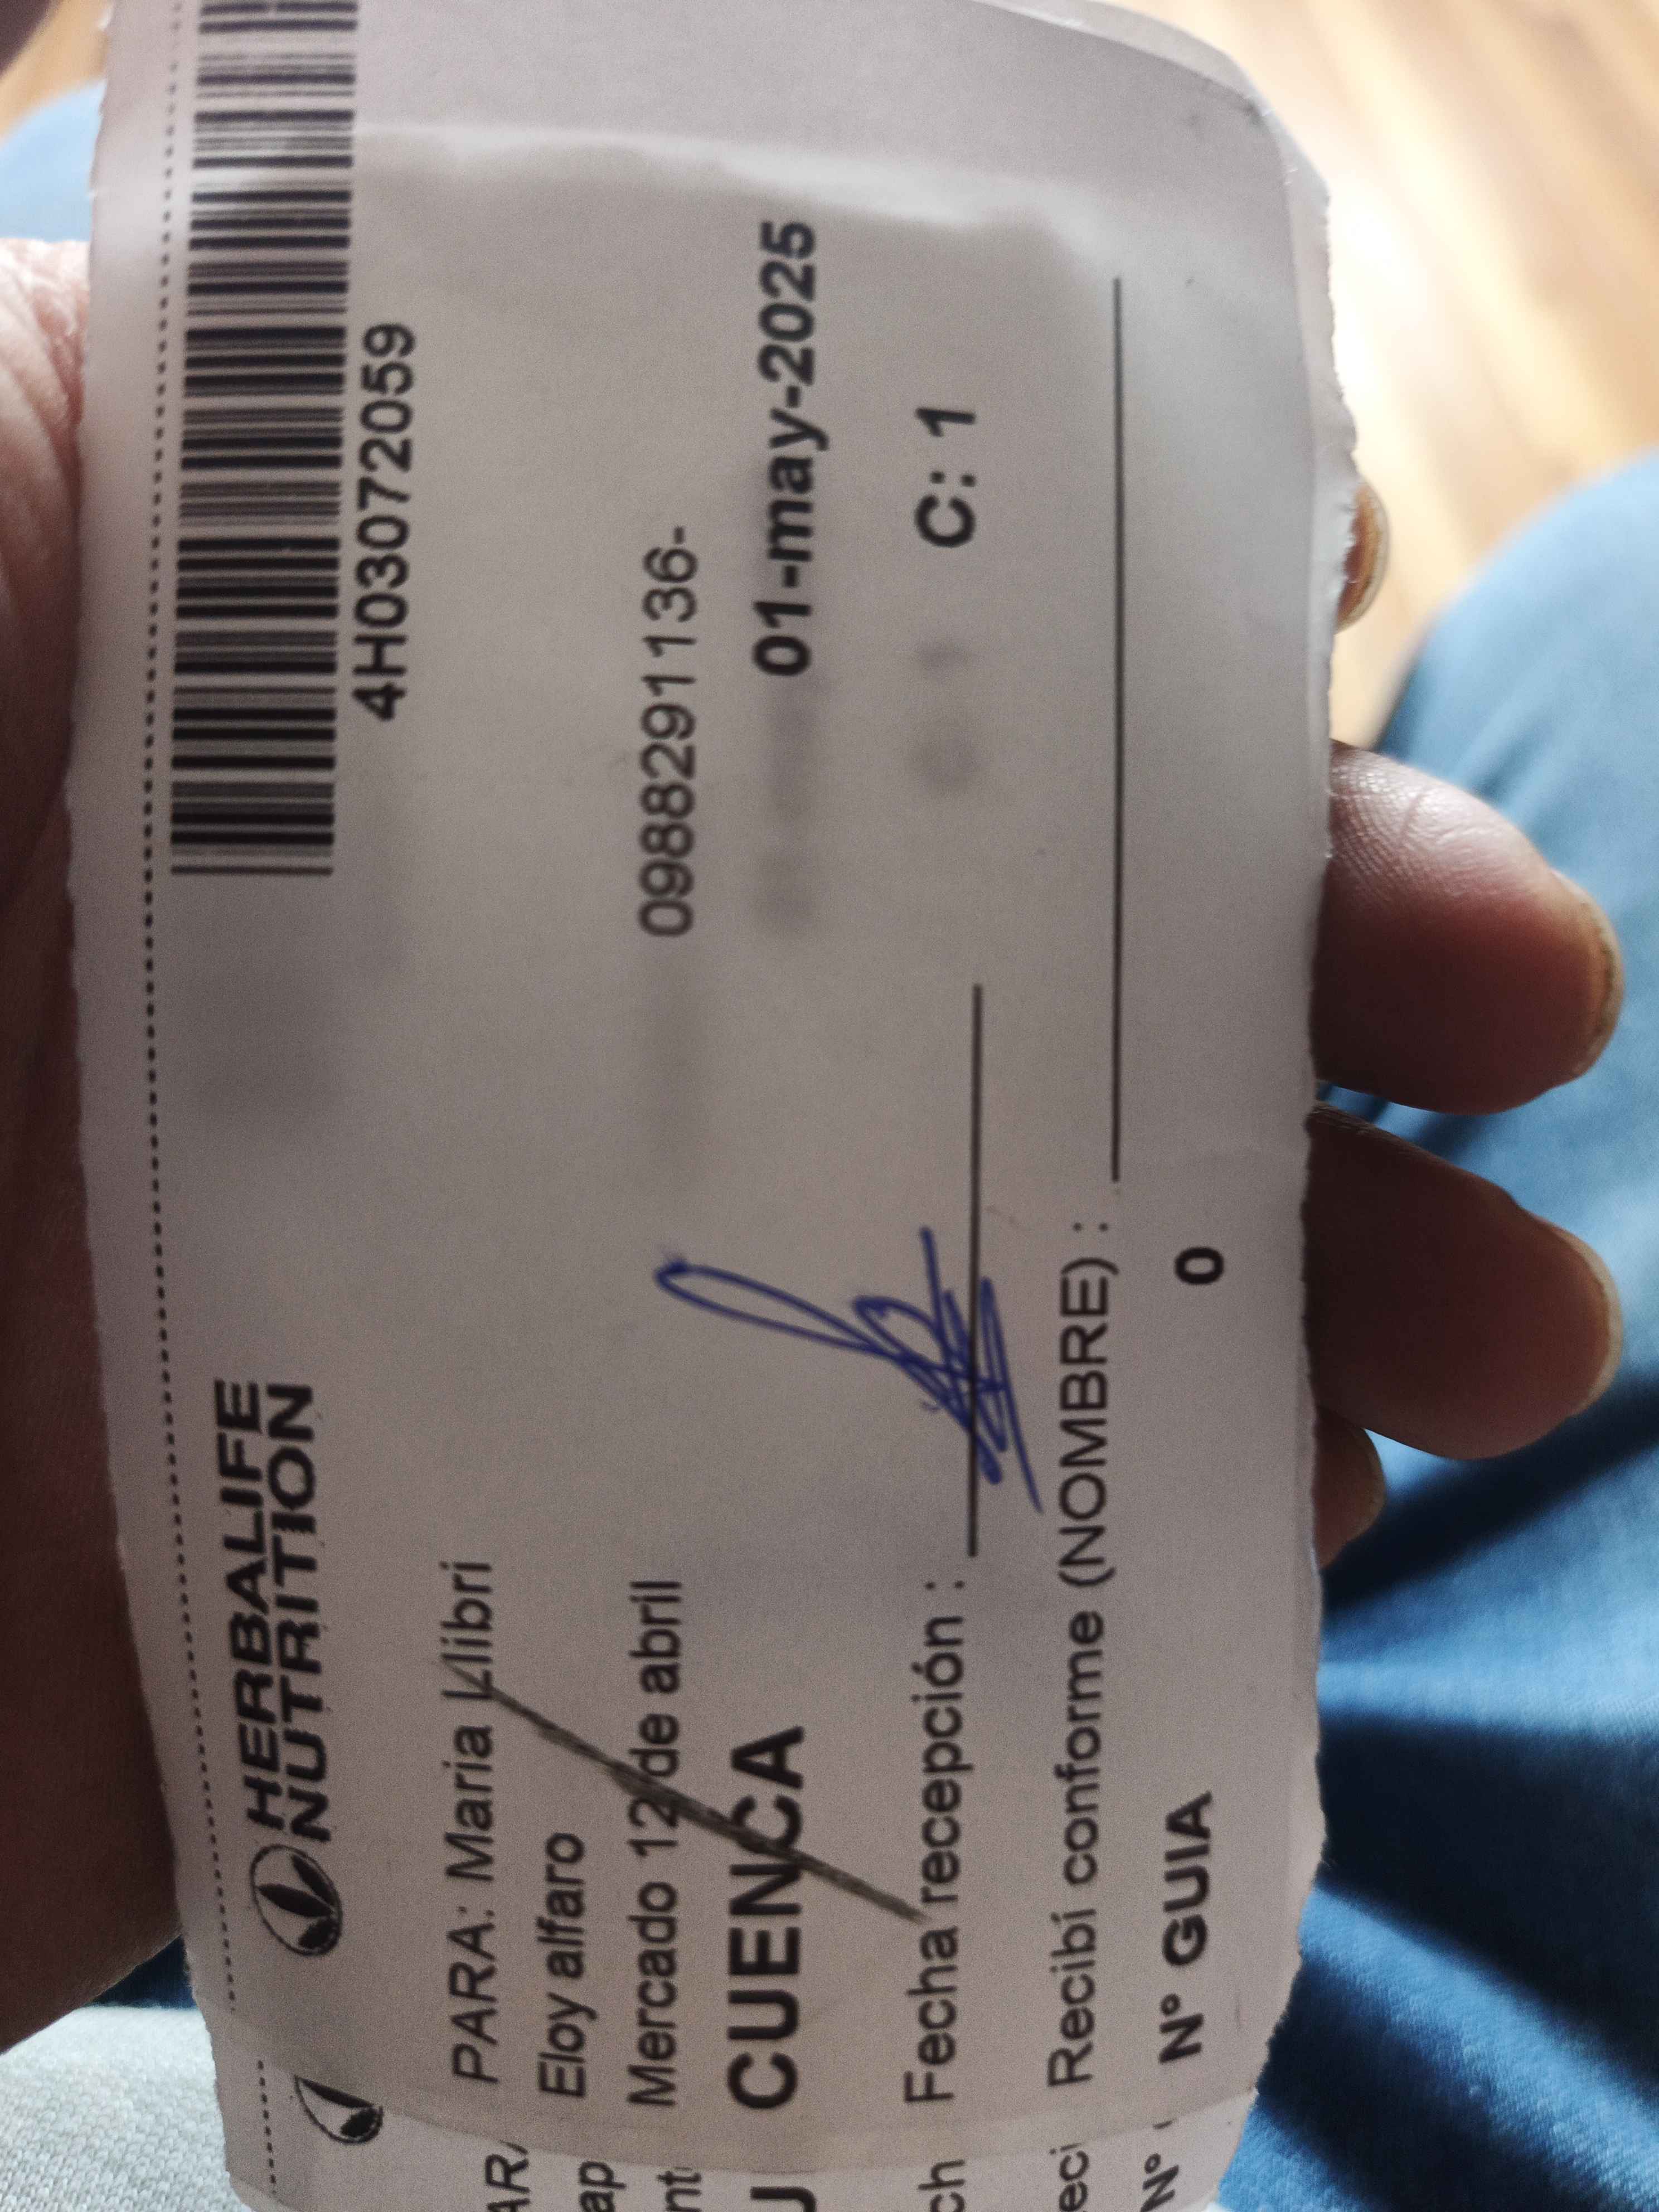 HERBALIFE
NUTRITION
4H03072059
PARA: Maria Llibri
Eloy alfaro
Mercado 12 de abril 0988291136-
CUENCA 01-may-2025
Fecha recepción : C: 1
Recibí conforme (NOMBRE) :
N° GUIA 0